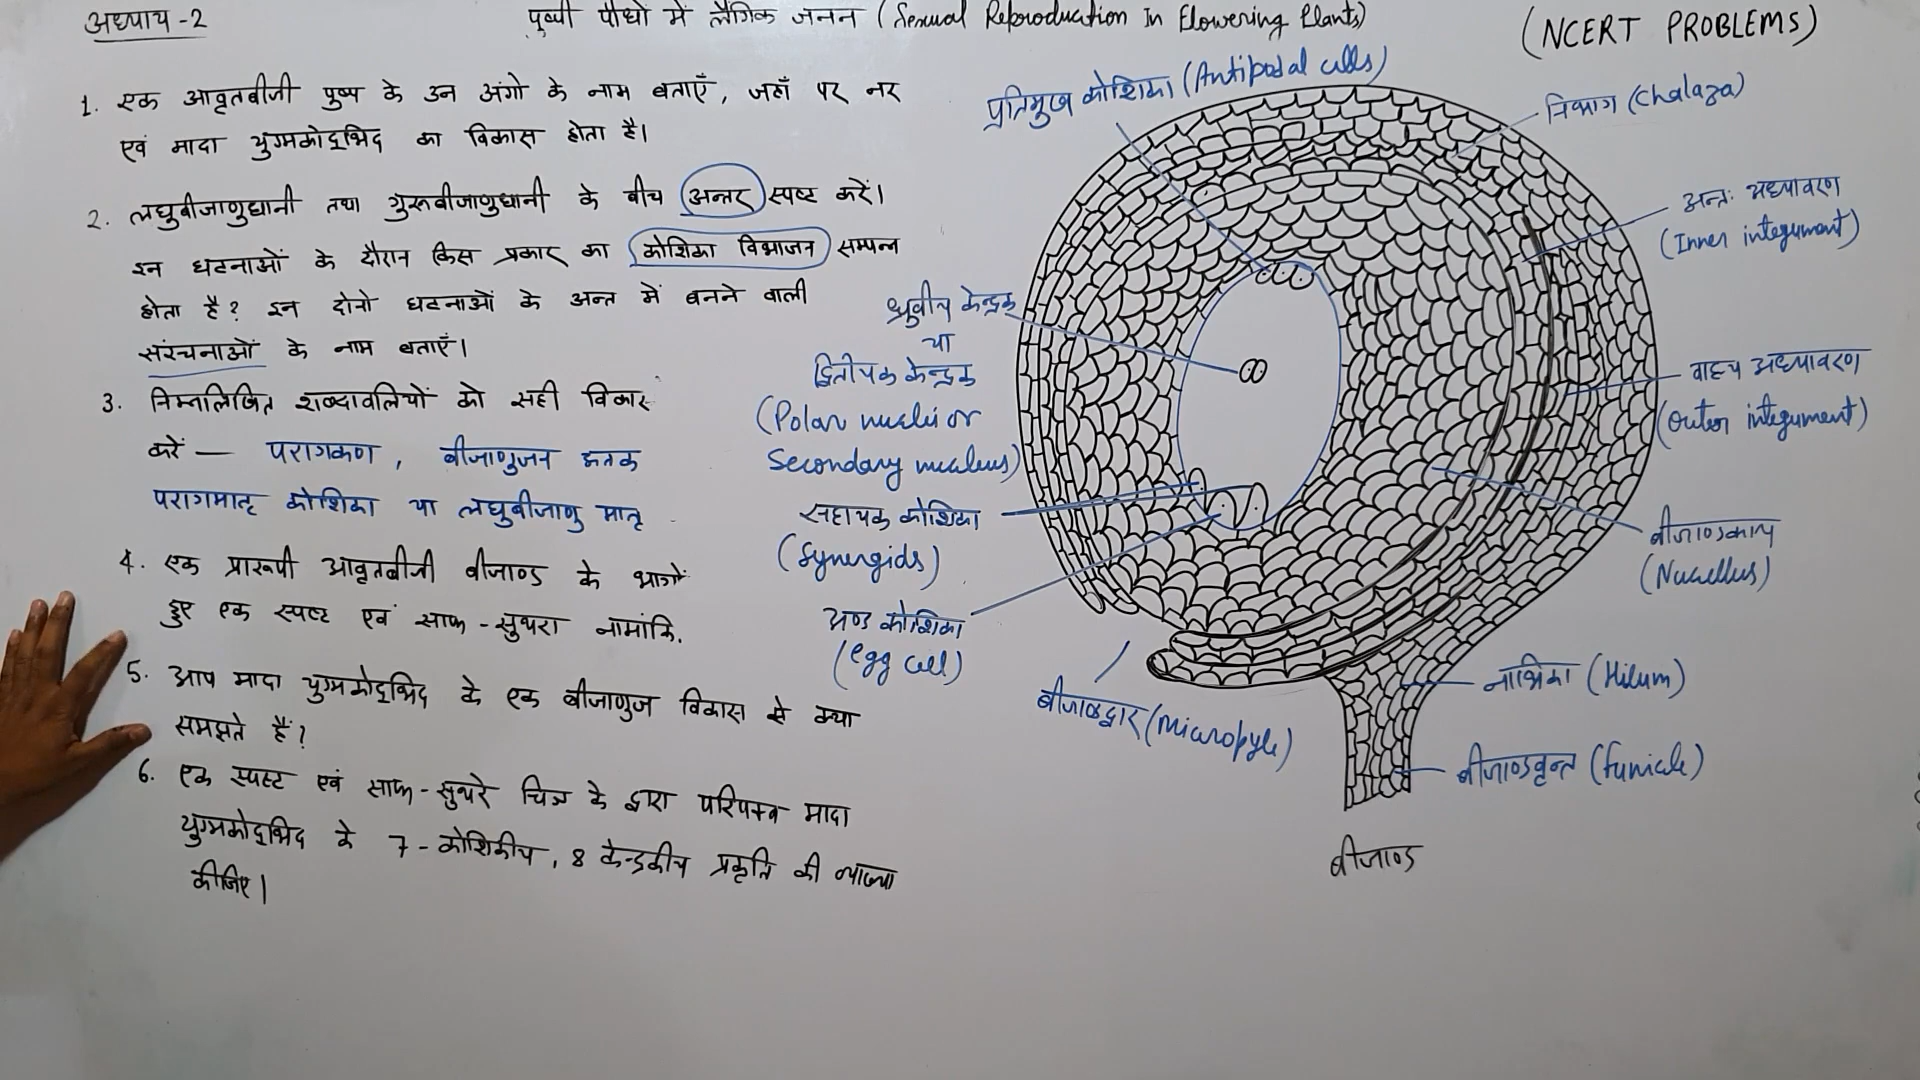 अध्याय -2
पुष्पी पौधों में लैंगिक जनन (Sexual Reproduction In Flowering Plants)
(NCERT PROBLEMS)
1. एक आवृतबीजी पुष्प के उन अंगो के नाम बताएँ, जहाँ पर नर
एवं मादा युग्मकोद्भिद का विकास होता है।
2. लघुबीजाणुधानी तथा गुरूबीजाणुधानी के बीच अन्तर स्पष्ट करें।
इन घटनाओं के दौरान किस प्रकार का कोशिका विभाजन सम्पन्न
होता है? इन दोनो घटनाओं के अन्त में बनने वाली
संरचनाओं के नाम बताएँ।
3. निम्नलिखित शब्दावलियों को सही विकास
करें — परागकण, बीजाणुजन ऊतक
परागमातृ कोशिका या लघुबीजाणु मातृ
4. एक प्रारूपी आवृतबीजी बीजाण्ड के भागों
हुए एक स्पष्ट एवं साफ-सुथरा नामांकि
5. आप मादा युग्मकोद्भिद के एक बीजाणुज विकास से क्या
समझते हैं?
6. एक स्पस्ट एवं साफ-सुथरे चित्र के द्वारा परिपक्व मादा
युग्मकोद्भिद के 7-कोशिकीय, 8 केन्द्रकीय प्रकृति की व्याख्या
कीजिए।
प्रतिमुख कोशिका (Antipodal cells)
ध्रुवीय केन्द्रक
या
द्वितीयक केन्द्रक
(Polar nuclei or
Secondary nucleus)
सहायक कोशिका
(Synergids)
अण्ड कोशिका
(egg cell)
बीजाण्डद्वार (Micropyle)
निभाग (Chalaza)
अन्तः अध्यावरण
(Inner integument)
वाह्य अध्यावरण
(Outer integument)
बीजाण्डकाय
(Nucellus)
नाभिका (Hilum)
बीजाण्डवृन्त (funicle)
बीजाण्ड